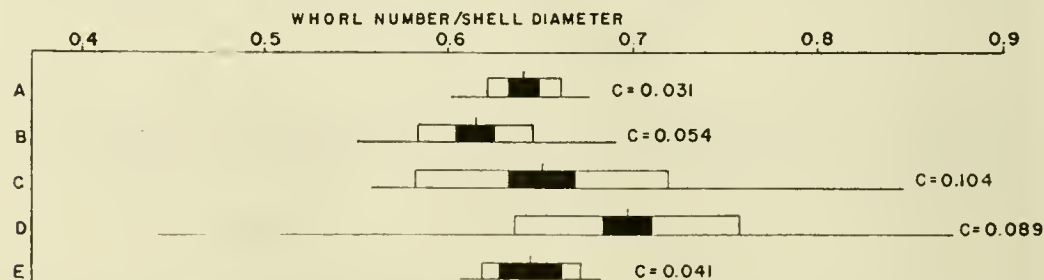 WHORL NUMBER/SHELL DIAMETER
0.4 0.5 0.6 0.7 0.8 0.9
A C=0.031
B C=0.054
C C=0.104
D C=0.089
E C=0.041